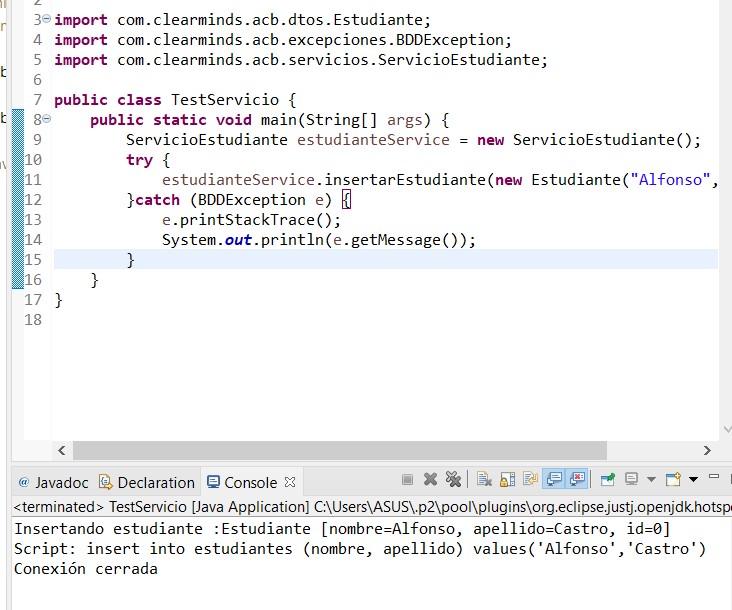 3 import com.clearminds.acb.dtos.Estudiante;
4 import com.clearminds.acb.excepciones.BDDException;
5 import com.clearminds.acb.servicios.ServicioEstudiante;
6
7 public class TestServicio {
8 public static void main(String[] args) {
9 ServicioEstudiante estudianteService = new ServicioEstudiante();
10 try {
11 estudianteService.insertarEstudiante(new Estudiante("Alfonso",
12 }catch (BDDException e) {
13 e.printStackTrace();
14 System.out.println(e.getMessage());
15 }
16 }
17 }
18
@ Javadoc Declaration Console
<terminated> TestServicio [Java Application] C:\Users\ASUS\.p2\pool\plugins\org.eclipse.justj.openjdk.hotsp
Insertando estudiante :Estudiante [nombre=Alfonso, apellido=Castro, id=0]
Script: insert into estudiantes (nombre, apellido) values('Alfonso','Castro')
Conexión cerrada